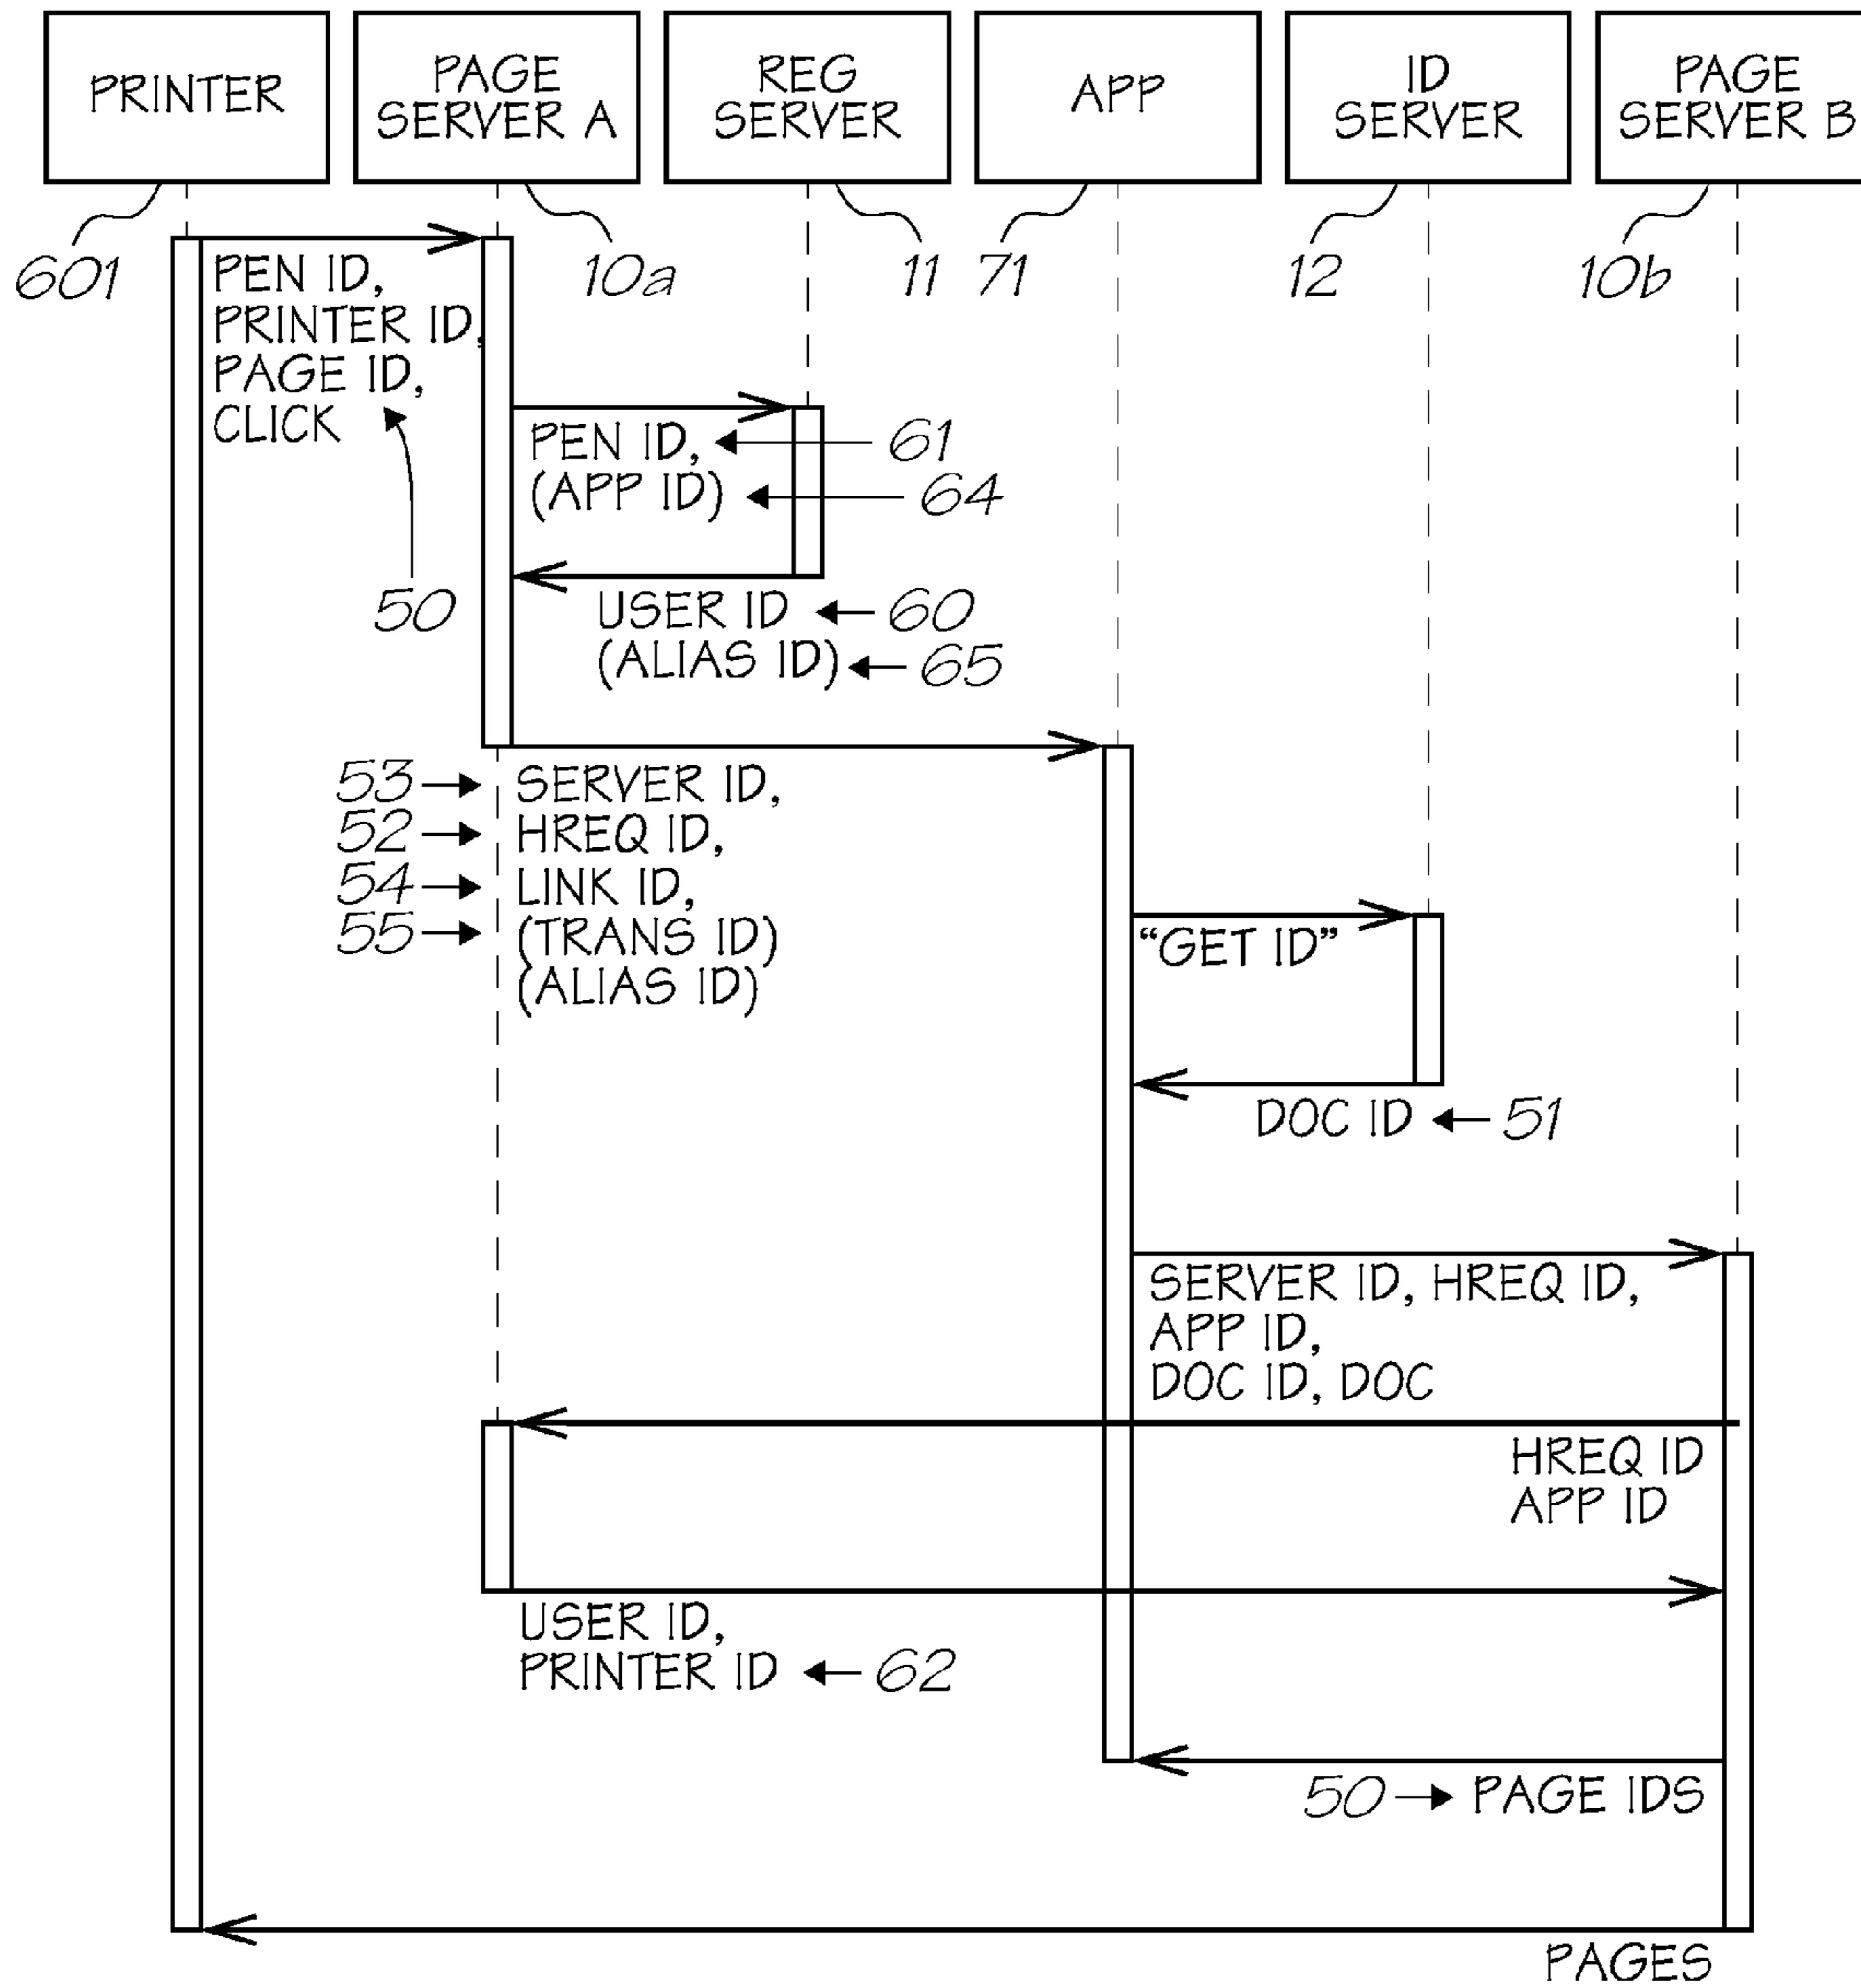 PRINTER
PAGE
SERVER A
REG
SERVER
APP
ID
SERVER
PAGE
SERVER B
601
10a
11
71
12
10b
PEN ID,
PRINTER ID,
PAGE ID,
CLICK
50
PEN ID,
61
(APP ID)
64
USER ID
60
(ALIAS ID)
65
53
SERVER ID,
52
HREQ ID,
54
LINK ID,
55
(TRANS ID)
(ALIAS ID)
“GET ID”
DOC ID
51
SERVER ID, HREQ ID,
APP ID,
DOC ID, DOC
HREQ ID
APP ID
USER ID,
PRINTER ID
62
50
PAGE IDS
PAGES